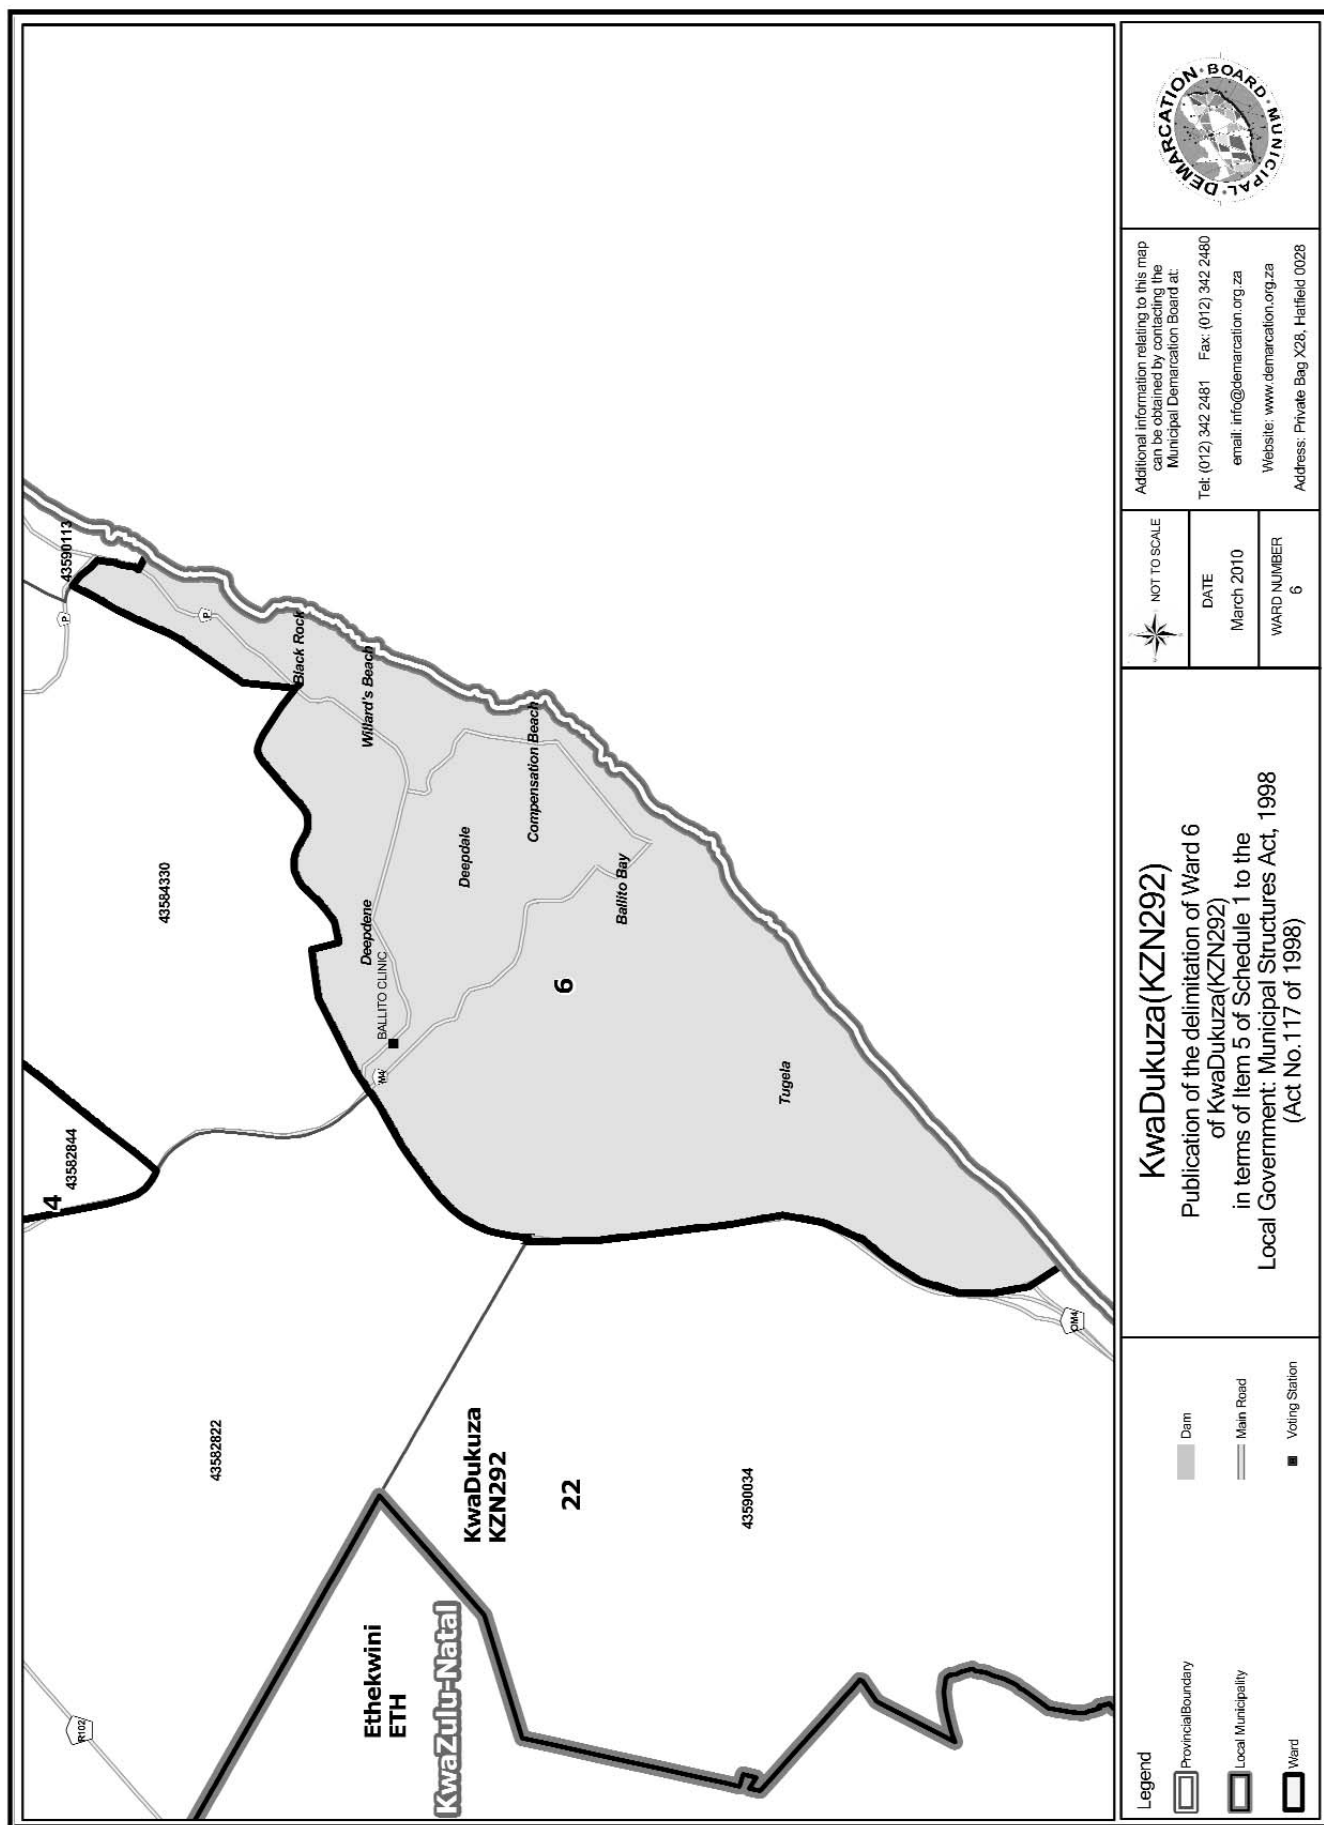 43590113
P
P
Black Rock
Willard's Beach
Compensation Beach
43584330
Deepdale
Deepdene
BALLITO CLINIC
Ballito Bay
M4
6
Tugela
4
43582844
43582822
KwaDukuza
KZN292
22
43590034
OM4
R102
Ethekwini
ETH
KwaZulu-Natal
Legend
ProvincialBoundary
Local Municipality
Ward
Dam
Main Road
Voting Station
KwaDukuza(KZN292)
Publication of the delimitation of Ward 6
of KwaDukuza(KZN292)
in terms of Item 5 of Schedule 1 to the
Local Government: Municipal Structures Act, 1998
(Act No.117 of 1998)
NOT TO SCALE
DATE
March 2010
WARD NUMBER
6
Additional information relating to this map
can be obtained by contacting the
Municipal Demarcation Board at:
Tel: (012) 342 2481 Fax: (012) 342 2480
email: info@demarcation.org.za
Website: www.demarcation.org.za
Address: Private Bag X28, Hatfield 0028
MUNICIPAL · DEMARCATION · BOARD ·